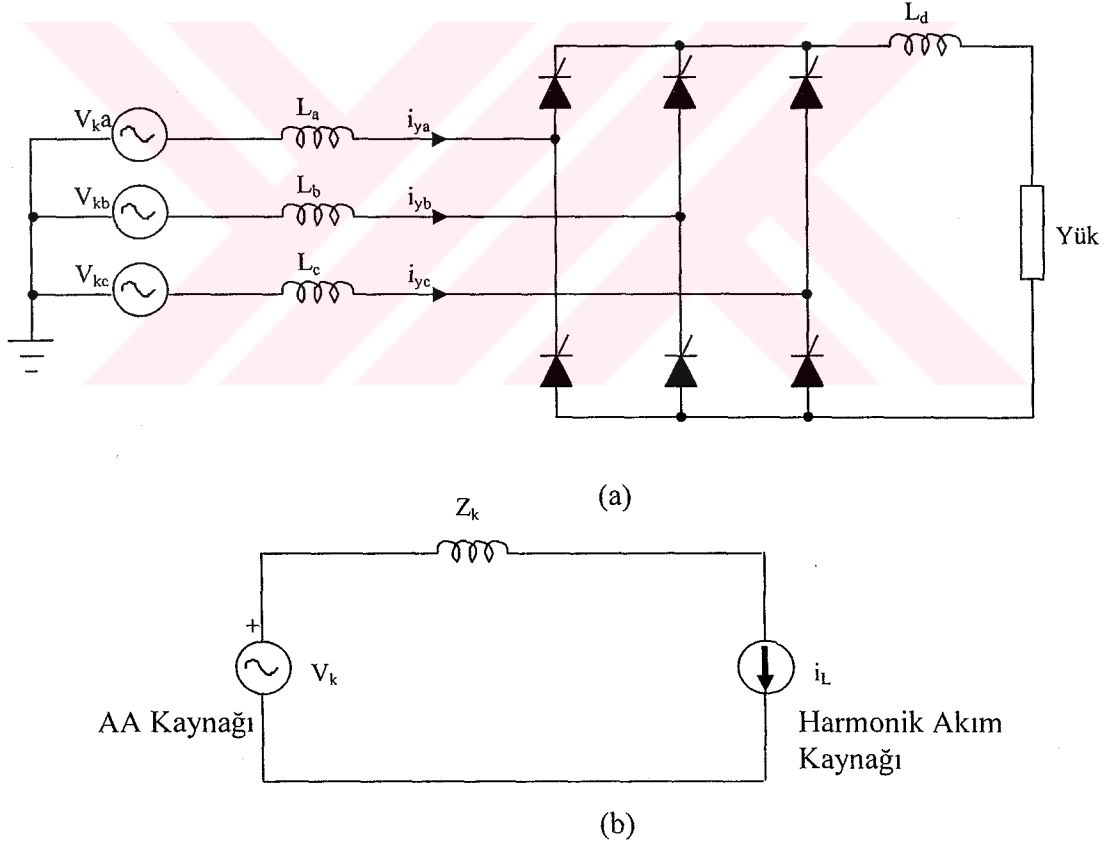 L_d
V_ka
L_a
i_ya
V_kb
L_b
i_yb
V_kc
L_c
i_yc
Yük
(a)
Z_k
+
V_k
i_L
AA Kaynağı
Harmonik Akım
Kaynağı
(b)